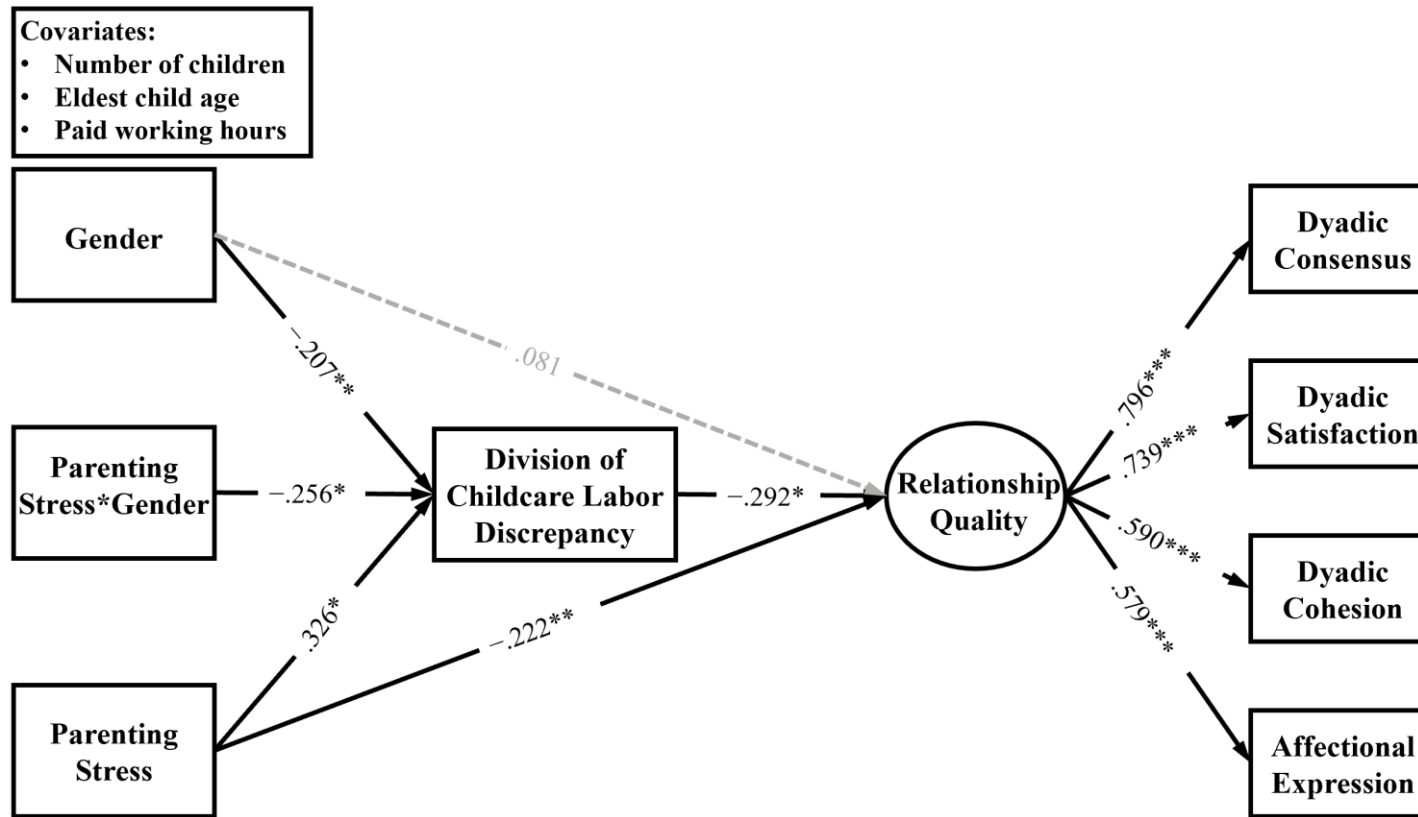 Covariates:
• Number of children
• Eldest child age
• Paid working hours
Gender
Parenting
Stress*Gender
Parenting
Stress
−.207**
−.256*
.326*
.081
Division of
Childcare Labor
Discrepancy
−.292*
−.222**
Relationship
Quality
.796***
.739***
.590***
.579***
Dyadic
Consensus
Dyadic
Satisfaction
Dyadic
Cohesion
Affectional
Expression